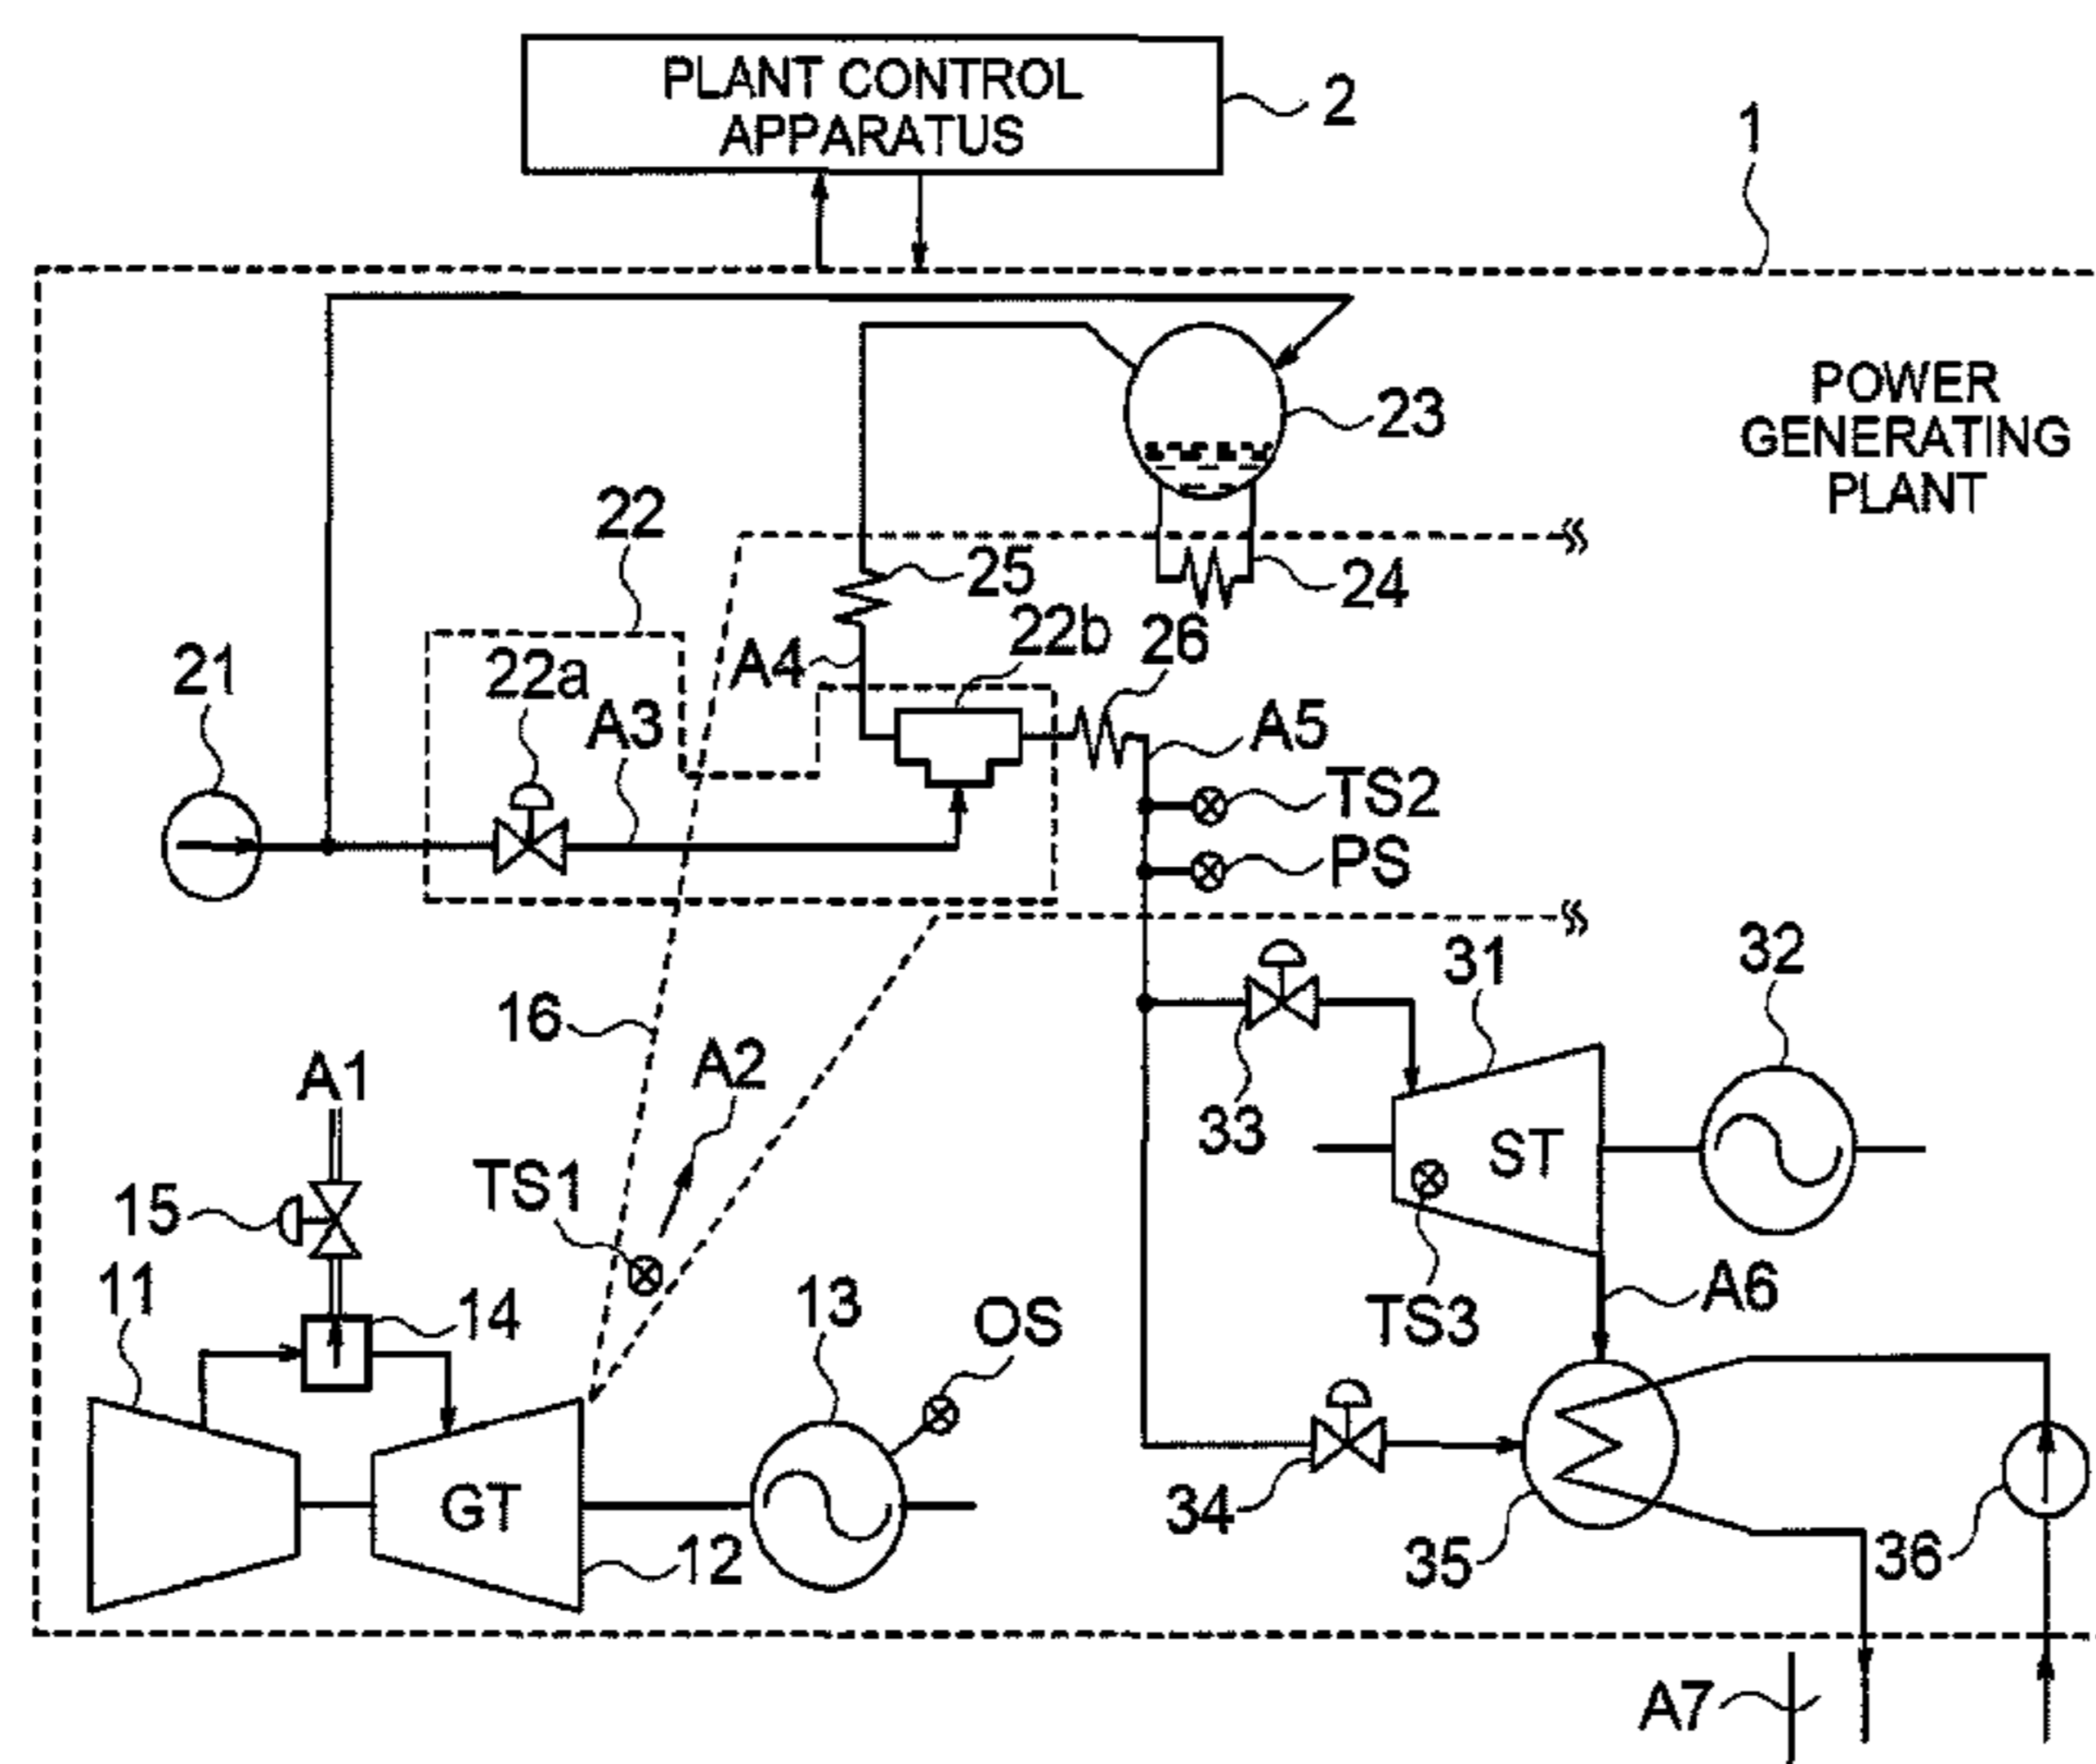 PLANT CONTROL
APPARATUS
2
1
POWER
GENERATING
PLANT
23
22
25
24
22b
26
A4
21
22a
A3
A5
TS2
PS
16
A2
33
31
32
A1
TS1
ST
15
11
14
13
OS
TS3
A6
GT
12
34
35
36
A7